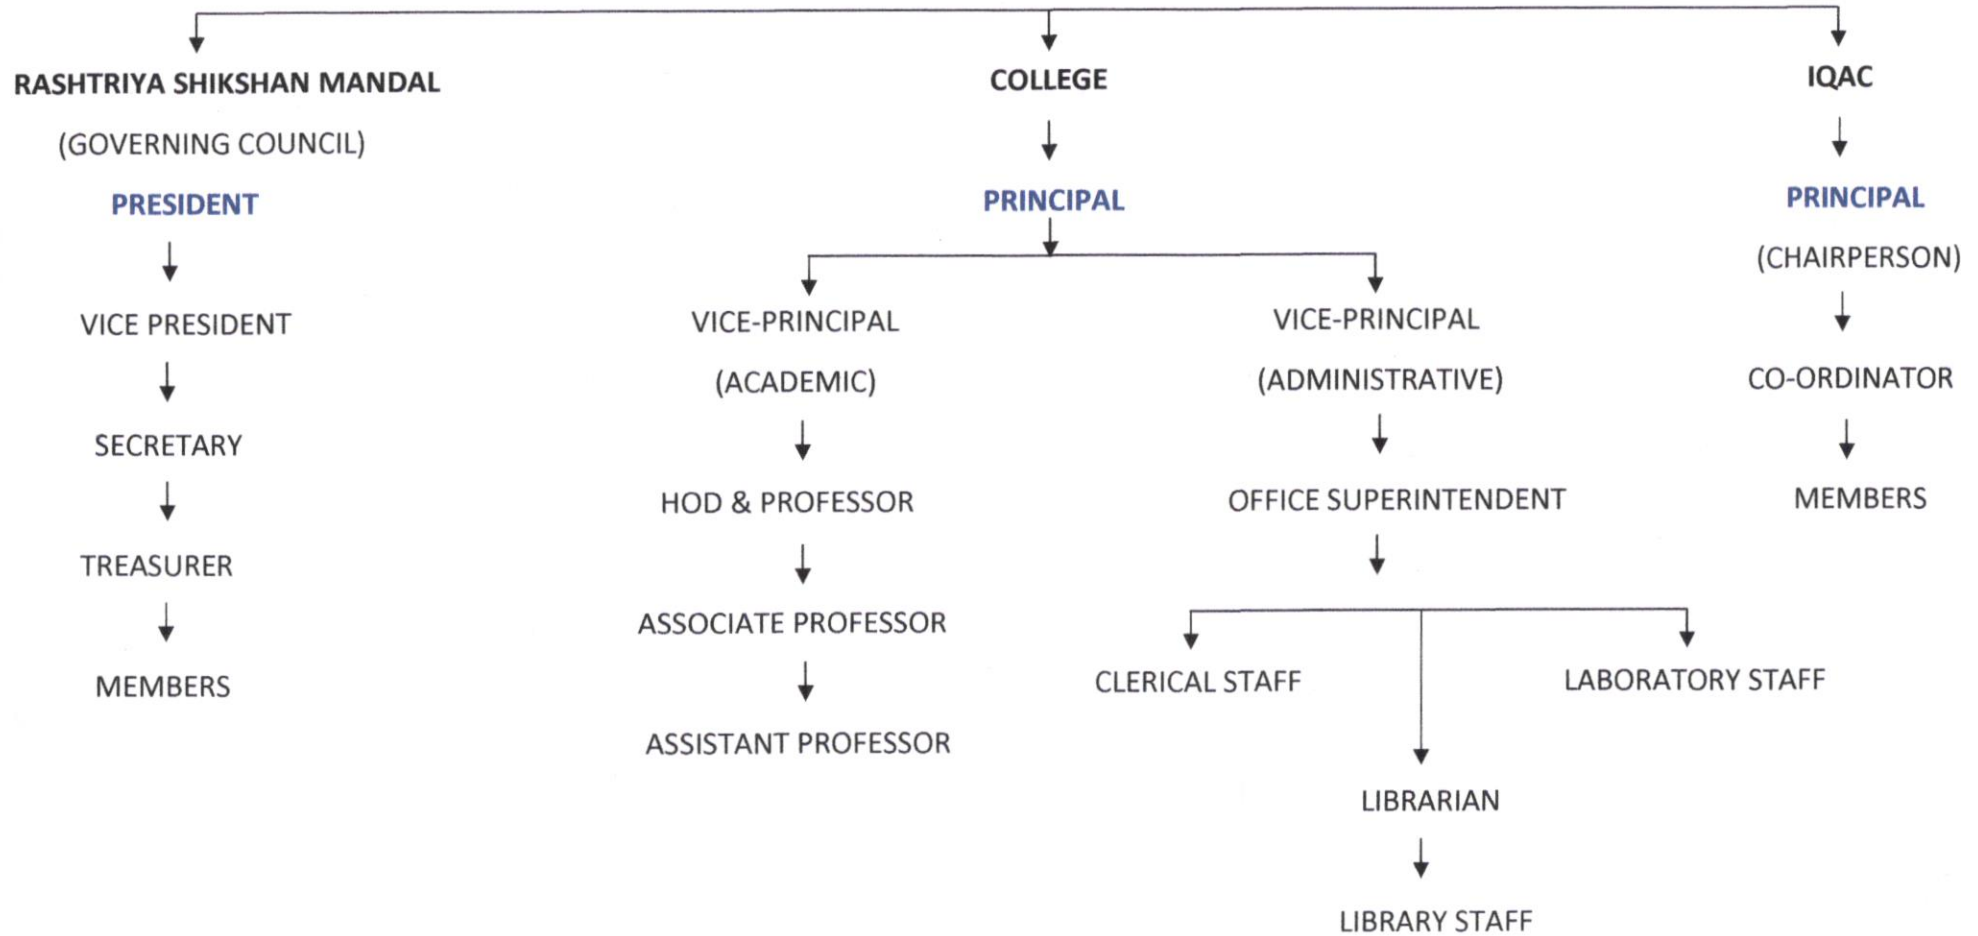 RASHTRIYA SHIKSHAN MANDAL
(GOVERNING COUNCIL)
PRESIDENT
VICE PRESIDENT
SECRETARY
TREASURER
MEMBERS
COLLEGE
PRINCIPAL
VICE-PRINCIPAL
(ACADEMIC)
HOD & PROFESSOR
ASSOCIATE PROFESSOR
ASSISTANT PROFESSOR
VICE-PRINCIPAL
(ADMINISTRATIVE)
OFFICE SUPERINTENDENT
CLERICAL STAFF
LABORATORY STAFF
LIBRARIAN
LIBRARY STAFF
IQAC
PRINCIPAL
(CHAIRPERSON)
CO-ORDINATOR
MEMBERS